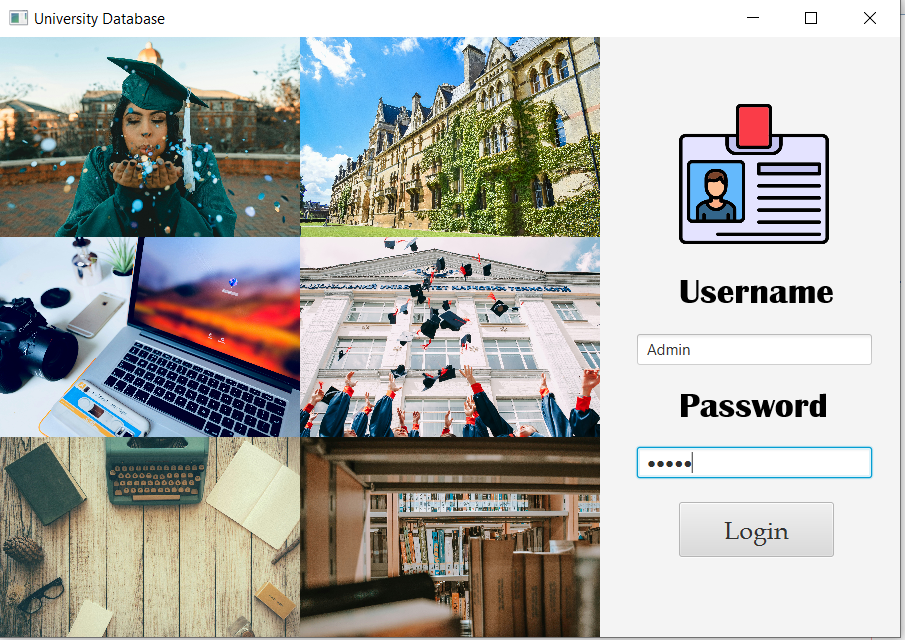 University Database
Username
Admin
Password
•••••
Login